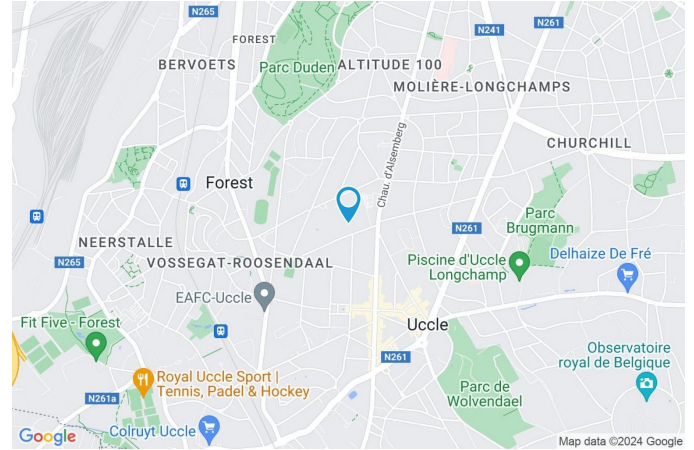 N265
N241
N261
FOREST
BERVOETS
Parc Duden
ALTITUDE 100
MOLIÈRE-LONGCHAMPS
Chau. d'Alsemberg
CHURCHILL
Forest
Parc
Brugmann
N261
NEERSTALLE
N265
VOSSEGAT-ROOSENDAAL
Piscine d'Uccle
Longchamp
Delhaize De Fré
EAFC-Uccle
Fit Five - Forest
Uccle
N261
Observatoire
royal de Belgique
Royal Uccle Sport |
Tennis, Padel & Hockey
Parc de
Wolvendael
N261a
Colruyt Uccle
Google
Map data ©2024 Google